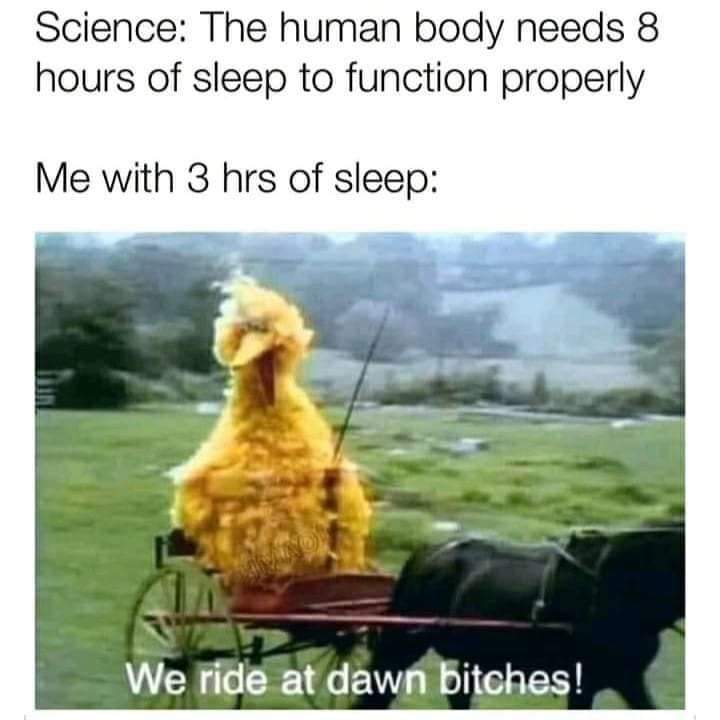 Science: The human body needs 8
hours of sleep to function properly
Me with 3 hrs of sleep:
We ride at dawn bitches!